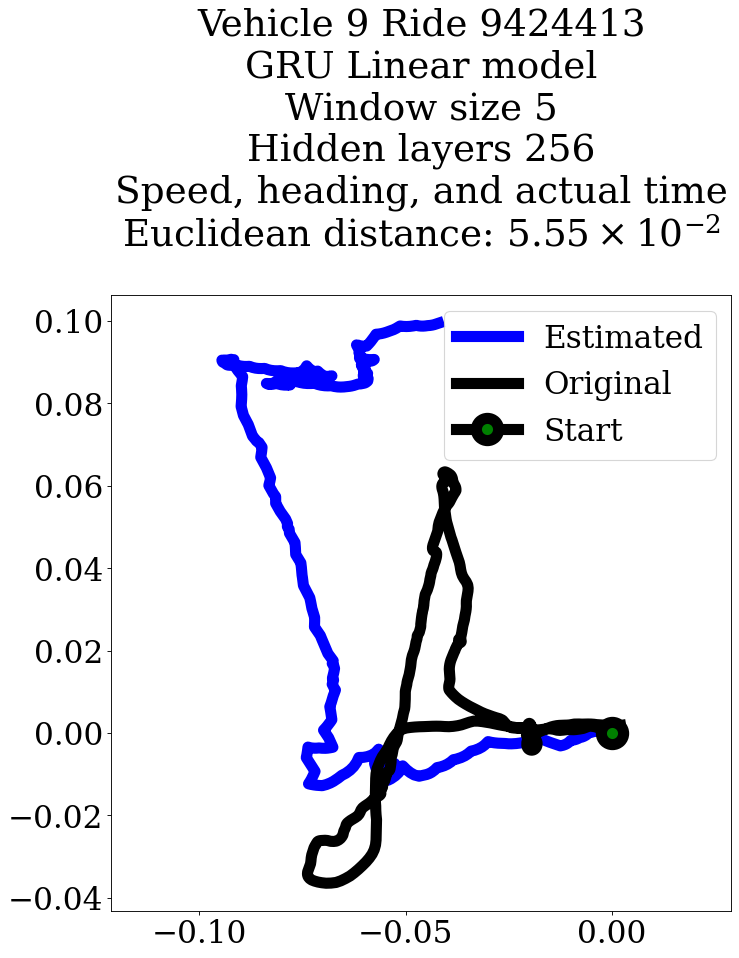 Vehicle 9 Ride 9424413
GRU Linear model
Window size 5
Hidden layers 256
Speed, heading, and actual time
Euclidean distance: 5.55 × 10⁻²
Estimated
Original
Start
0.10
0.08
0.06
0.04
0.02
0.00
−0.02
−0.04
−0.10 −0.05 0.00